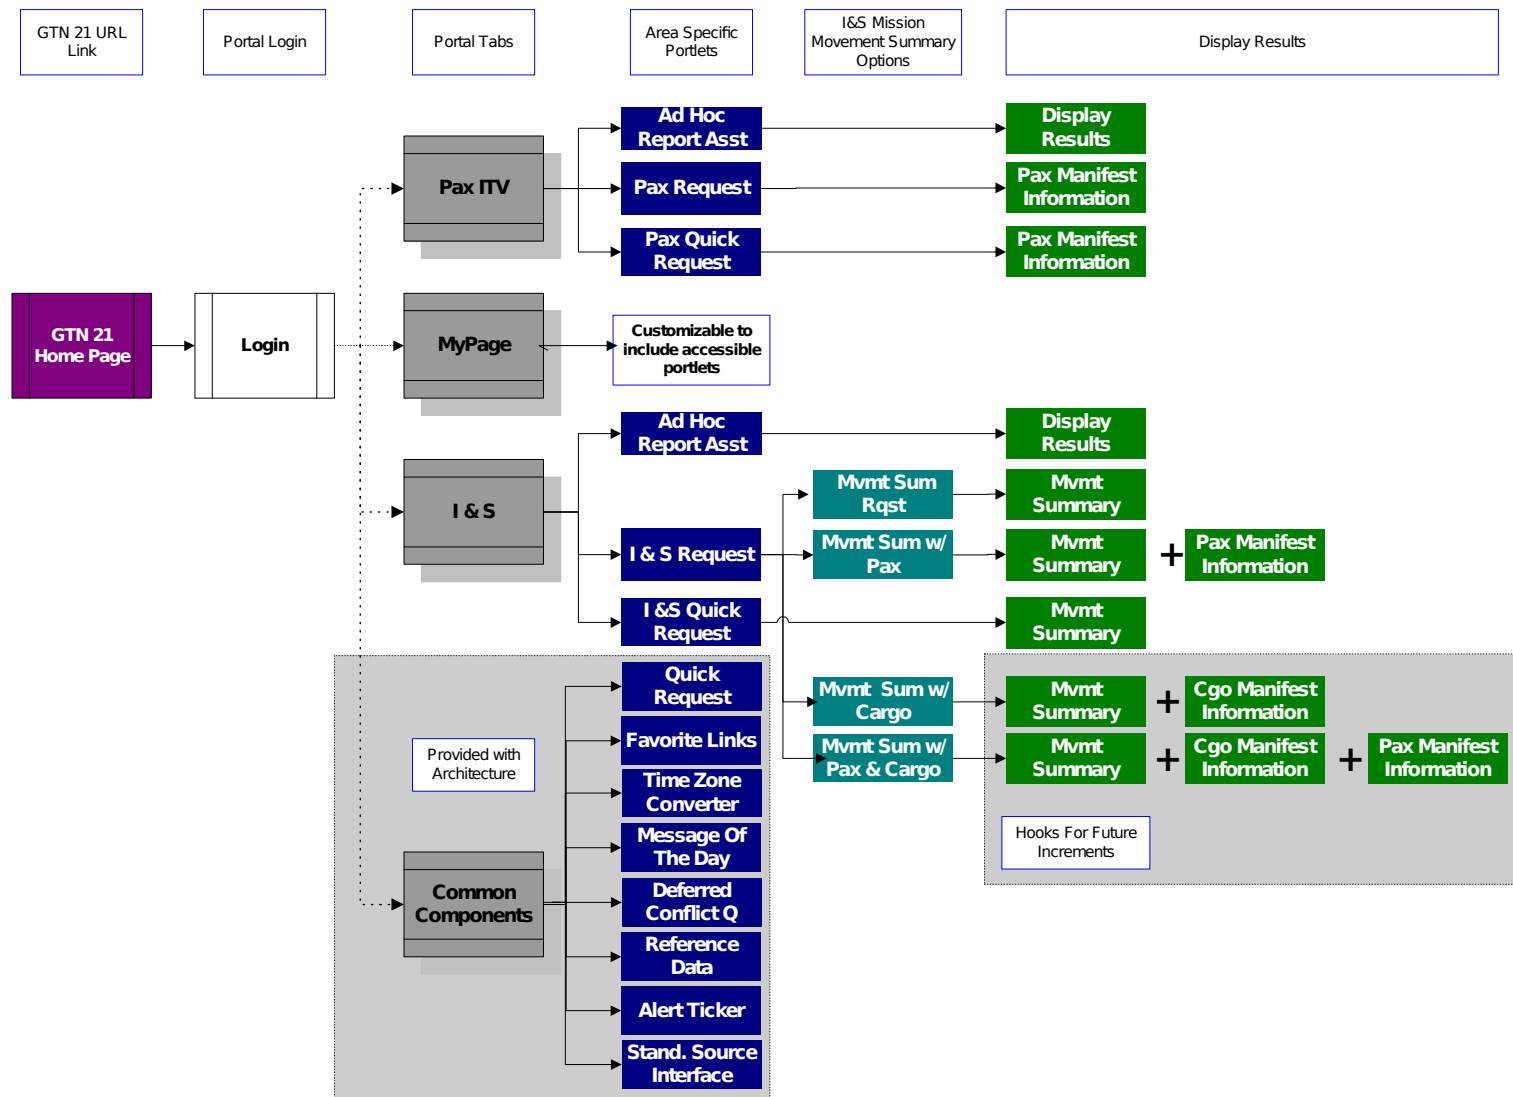 GTN 21 URL
Link
Portal Login
Portal Tabs
Area Specific
Portlets
I&S Mission
Movement Summary
Options
Display Results
Ad Hoc
Report Asst
Display
Results
Pax ITV
Pax Request
Pax Manifest
Information
Pax Quick
Request
Pax Manifest
Information
GTN 21
Home Page
Login
MyPage
Customizable to
include accessible
portlets
Ad Hoc
Report Asst
Display
Results
I & S
Mvmt Sum
Rqst
Mvmt
Summary
I & S Request
Mvmt Sum w/
Pax
Mvmt
Summary
+
Pax Manifest
Information
I &S Quick
Request
Mvmt
Summary
Quick
Request
Mvmt Sum w/
Cargo
Mvmt
Summary
+
Cgo Manifest
Information
Provided with
Architecture
Favorite Links
Mvmt Sum w/
Pax & Cargo
Mvmt
Summary
+
Cgo Manifest
Information
+
Pax Manifest
Information
Time Zone
Converter
Message Of
The Day
Hooks For Future
Increments
Common
Components
Deferred
Conflict Q
Reference
Data
Alert Ticker
Stand. Source
Interface